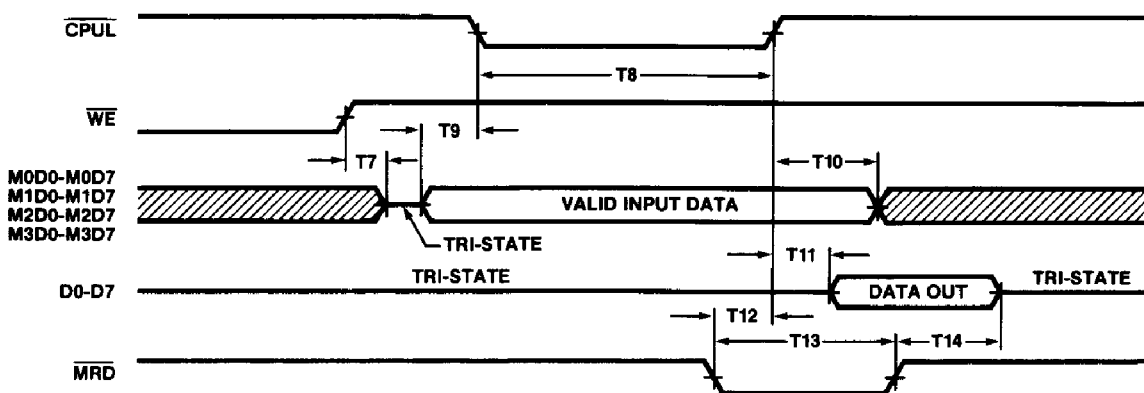 CPUL
T8
WE
T9
T7
T10
M0D0-M0D7
M1D0-M1D7
M2D0-M2D7
M3D0-M3D7
VALID INPUT DATA
TRI-STATE
T11
TRI-STATE
TRI-STATE
D0-D7
DATA OUT
T12
T13
T14
MRD